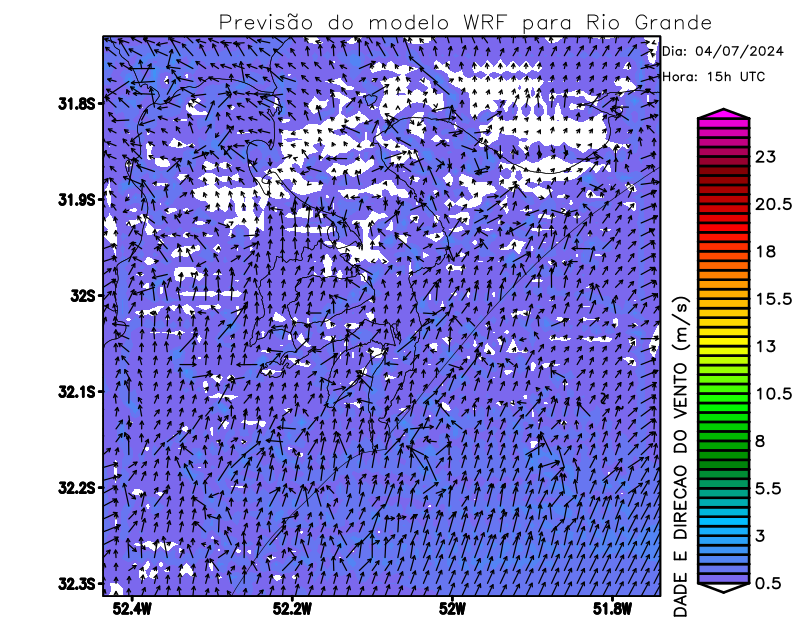 Previsão do modelo WRF para Rio Grande
Dia: 04/07/2024
Hora: 15h UTC
31.8S
31.9S
32S
32.1S
32.2S
32.3S
52.4W
52.2W
52W
51.8W
23
20.5
18
15.5
13
10.5
8
5.5
3
0.5
DADE E DIRECAO DO VENTO (m/s)